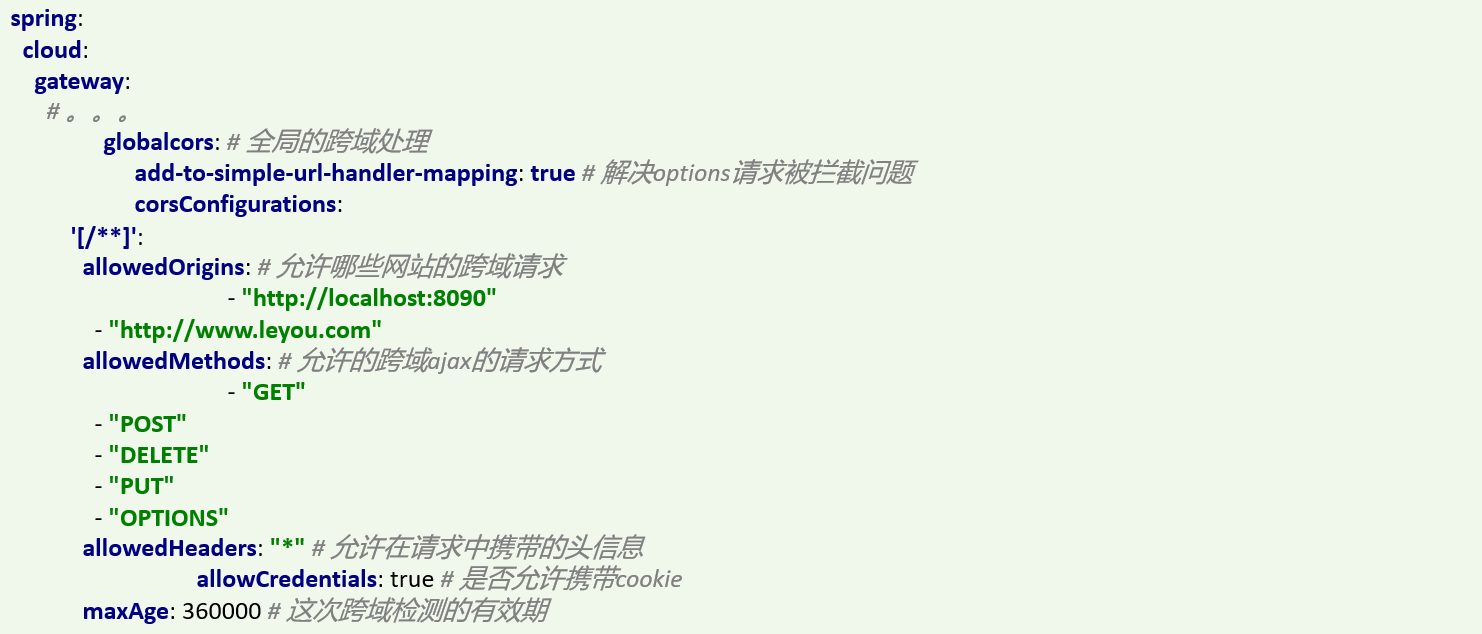 spring:
cloud:
gateway:
# 。。。
globalcors: # 全局的跨域处理
add-to-simple-url-handler-mapping: true # 解决options请求被拦截问题
corsConfigurations:
'[/**]':
allowedOrigins: # 允许哪些网站的跨域请求
- "http://localhost:8090"
- "http://www.leyou.com"
allowedMethods: # 允许的跨域ajax的请求方式
- "GET"
- "POST"
- "DELETE"
- "PUT"
- "OPTIONS"
allowedHeaders: "*" # 允许在请求中携带的头信息
allowCredentials: true # 是否允许携带cookie
maxAge: 360000 # 这次跨域检测的有效期